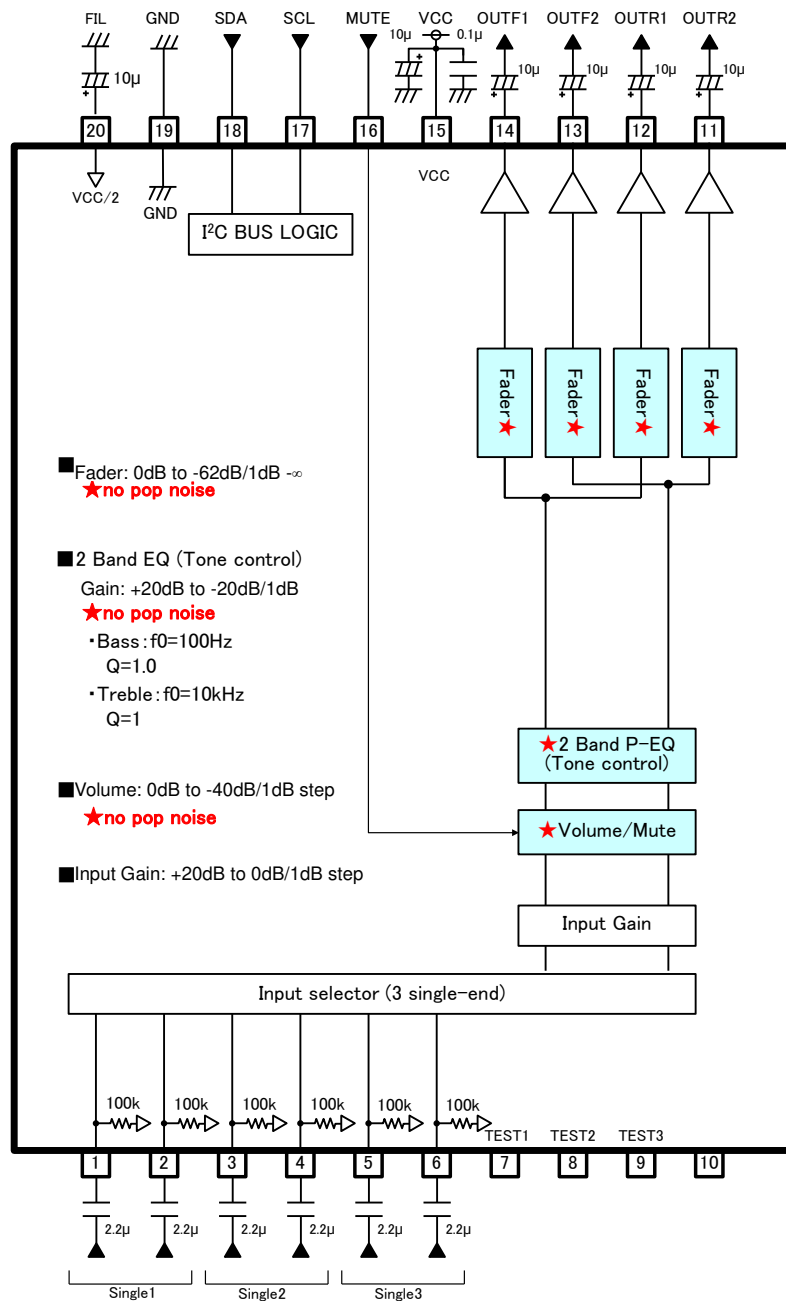 FIL GND SDA SCL MUTE VCC OUTF1 OUTF2 OUTR1 OUTR2
10μ 10μ 0.1μ 10μ 10μ 10μ 10μ
+ + + + + +
20 19 18 17 16 15 14 13 12 11
VCC/2 GND VCC
I²C BUS LOGIC
Fader★ Fader★ Fader★ Fader★
■Fader: 0dB to -62dB/1dB -∞
★no pop noise
■2 Band EQ (Tone control)
Gain: +20dB to -20dB/1dB
★no pop noise
・Bass:f0=100Hz
Q=1.0
・Treble:f0=10kHz
Q=1
★2 Band P-EQ
(Tone control)
■Volume: 0dB to -40dB/1dB step
★no pop noise
★Volume/Mute
■Input Gain: +20dB to 0dB/1dB step
Input Gain
Input selector (3 single-end)
100k 100k 100k 100k 100k 100k
TEST1 TEST2 TEST3
1 2 3 4 5 6 7 8 9 10
2.2μ 2.2μ 2.2μ 2.2μ 2.2μ 2.2μ
Single1 Single2 Single3